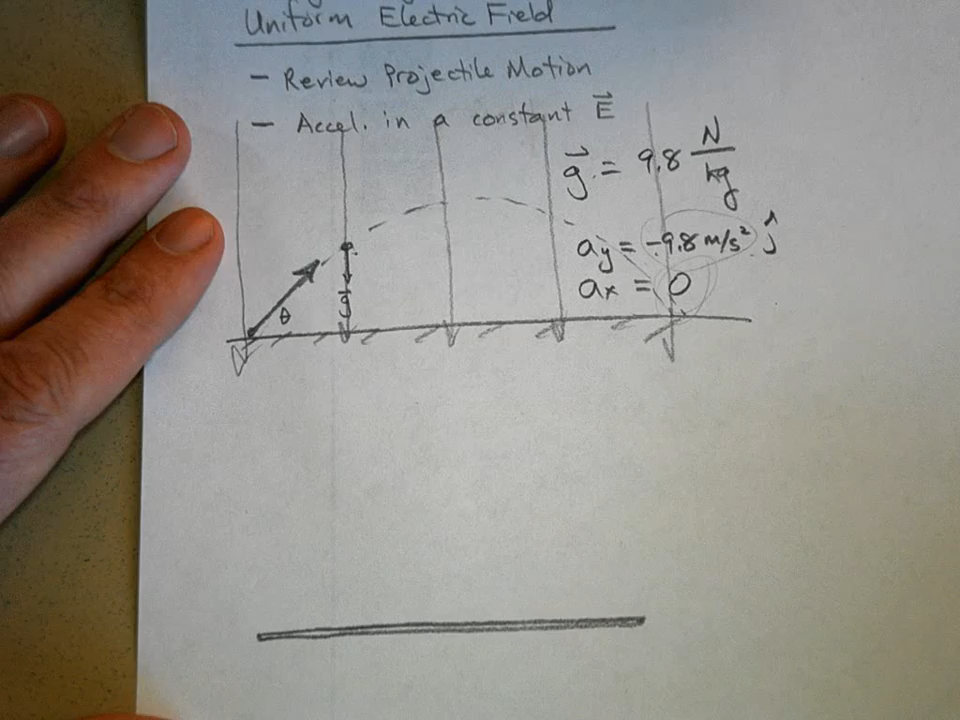 Uniform Electric Field
- Review Projectile Motion
- Accel. in a constant E⃗
g⃗ = 9.8 N/kg
ay = -9.8 m/s² ĵ
ax = 0
θ
g⃗